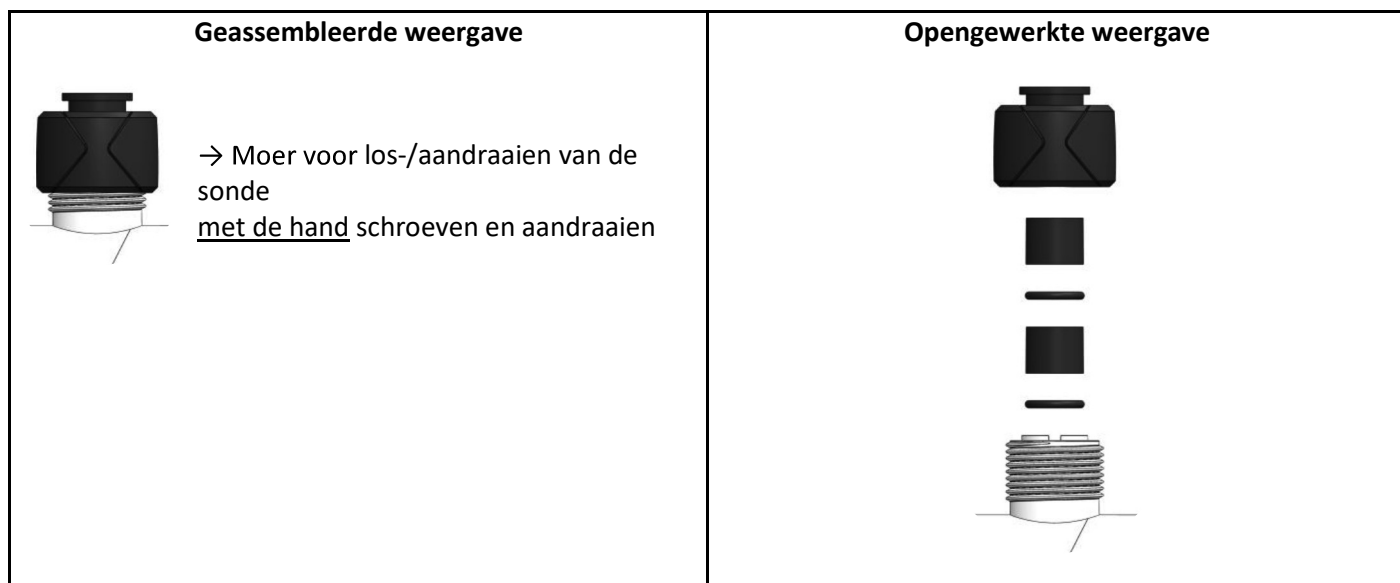 Geassembleerde weergave
Opengewerkte weergave
→ Moer voor los-/aandraaien van de
sonde
met de hand schroeven en aandraaien